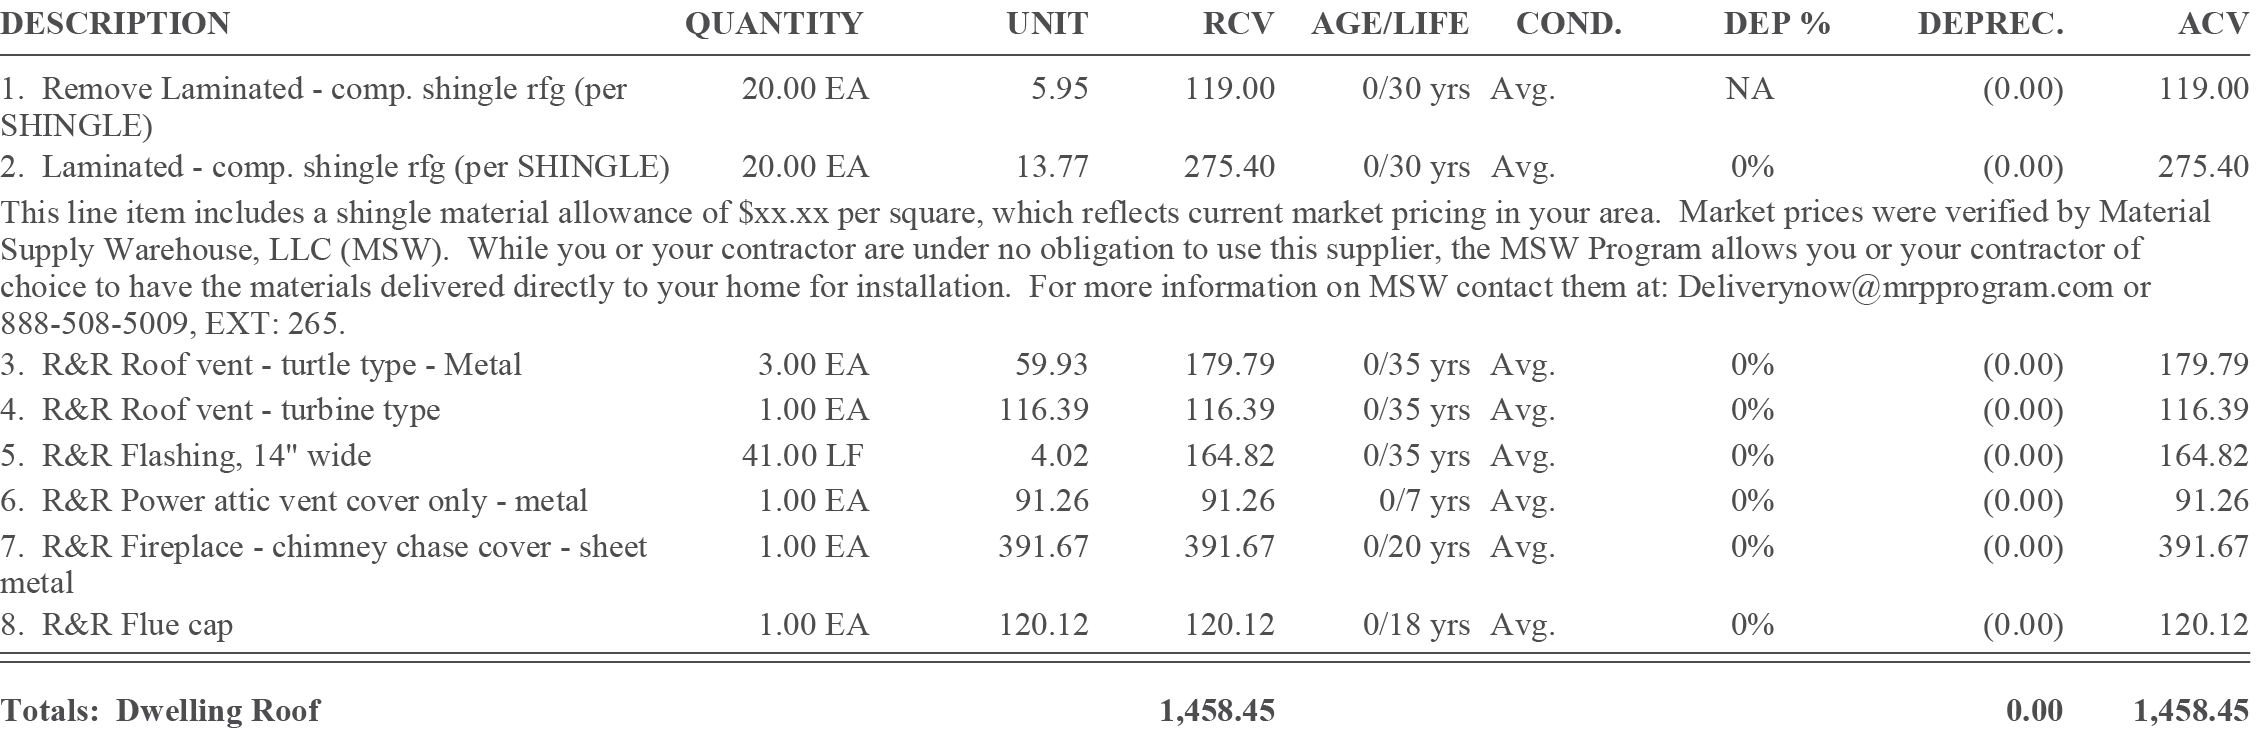 DESCRIPTION QUANTITY UNIT RCV AGE/LIFE COND. DEP % DEPREC. ACV
1. Remove Laminated - comp. shingle rfg (per 20.00 EA 5.95 119.00 0/30 yrs Avg. NA (0.00) 119.00
SHINGLE)
2. Laminated - comp. shingle rfg (per SHINGLE) 20.00 EA 13.77 275.40 0/30 yrs Avg. 0% (0.00) 275.40
This line item includes a shingle material allowance of $xx.xx per square, which reflects current market pricing in your area. Market prices were verified by Material
Supply Warehouse, LLC (MSW). While you or your contractor are under no obligation to use this supplier, the MSW Program allows you or your contractor of
choice to have the materials delivered directly to your home for installation. For more information on MSW contact them at: Deliverynow@mrpprogram.com or
888-508-5009, EXT: 265.
3. R&R Roof vent - turtle type - Metal 3.00 EA 59.93 179.79 0/35 yrs Avg. 0% (0.00) 179.79
4. R&R Roof vent - turbine type 1.00 EA 116.39 116.39 0/35 yrs Avg. 0% (0.00) 116.39
5. R&R Flashing, 14" wide 41.00 LF 4.02 164.82 0/35 yrs Avg. 0% (0.00) 164.82
6. R&R Power attic vent cover only - metal 1.00 EA 91.26 91.26 0/7 yrs Avg. 0% (0.00) 91.26
7. R&R Fireplace - chimney chase cover - sheet 1.00 EA 391.67 391.67 0/20 yrs Avg. 0% (0.00) 391.67
metal
8. R&R Flue cap 1.00 EA 120.12 120.12 0/18 yrs Avg. 0% (0.00) 120.12
Totals: Dwelling Roof 1,458.45 0.00 1,458.45